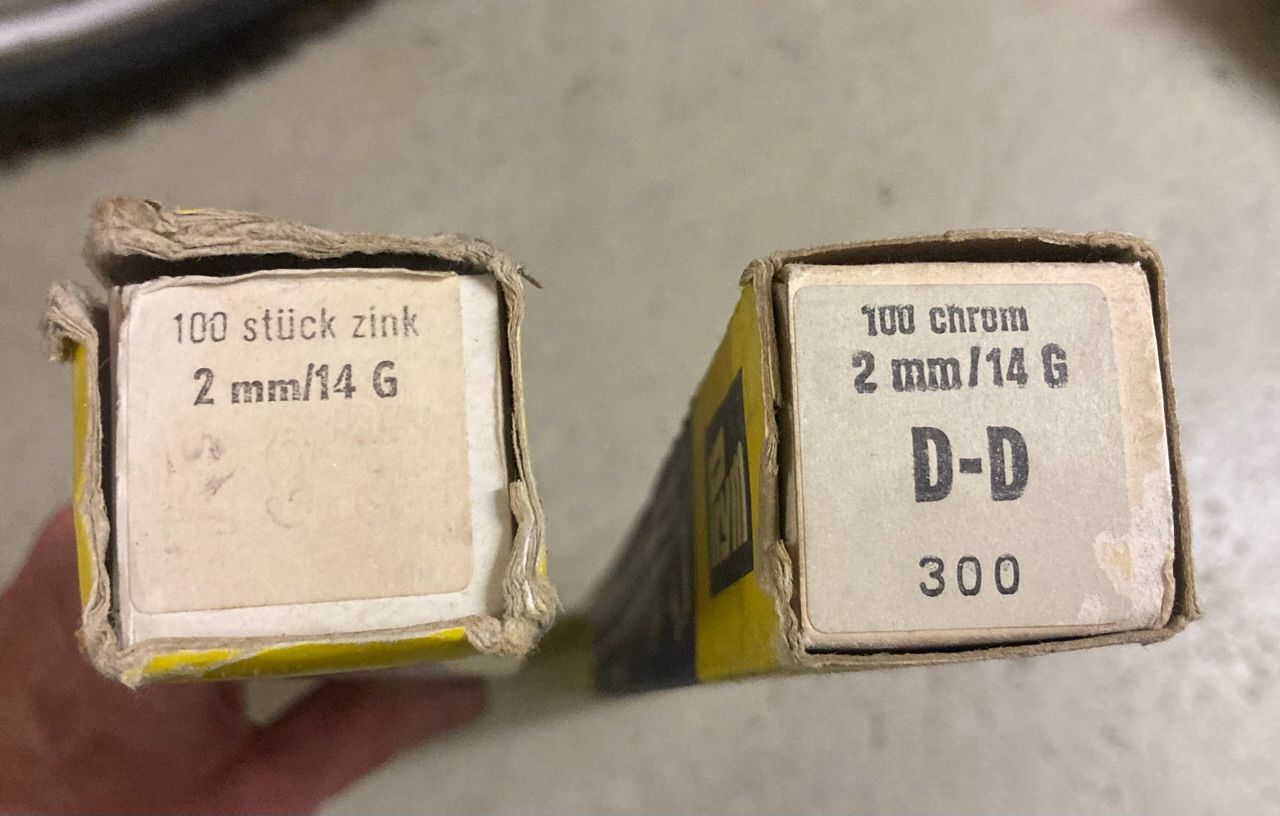 100 stück zink
2 mm/14 G
100 chrom
2 mm/14 G
D-D
300